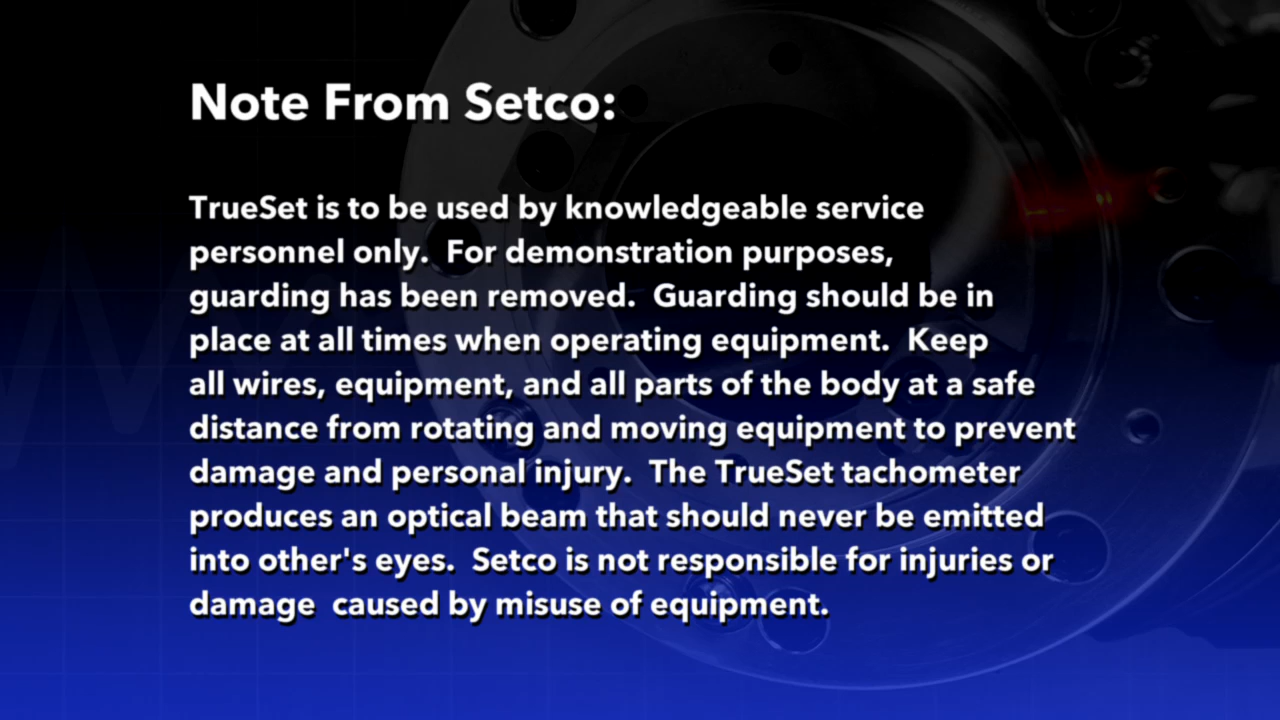 Note From Setco:
TrueSet is to be used by knowledgeable service
personnel only.  For demonstration purposes,
guarding has been removed.  Guarding should be in
place at all times when operating equipment.  Keep
all wires, equipment, and all parts of the body at a safe
distance from rotating and moving equipment to prevent
damage and personal injury.  The TrueSet tachometer
produces an optical beam that should never be emitted
into other's eyes.  Setco is not responsible for injuries or
damage  caused by misuse of equipment.